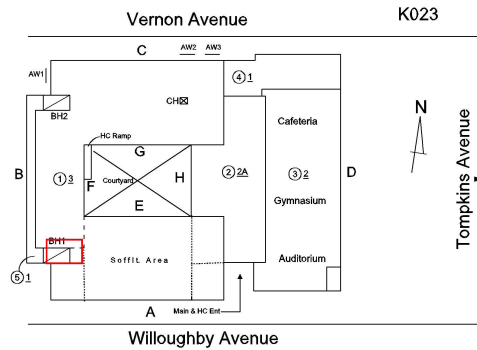 Vernon Avenue
K023
C
AW2
AW3
AW1
④ 1
CH
BH2
Cafeteria
N
HC Ramp
G
B
① 3
F
Courtyard
H
② 2A
③ 2
D
Tompkins Avenue
E
Gymnasium
BH1
Soffit Area
Auditorium
⑤ 1
A
Main & HC Ent
Willoughby Avenue